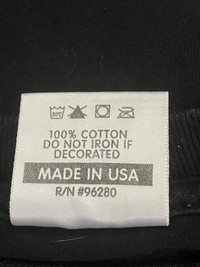 100% COTTON
DO NOT IRON IF
DECORATED
MADE IN USA
R/N #96280